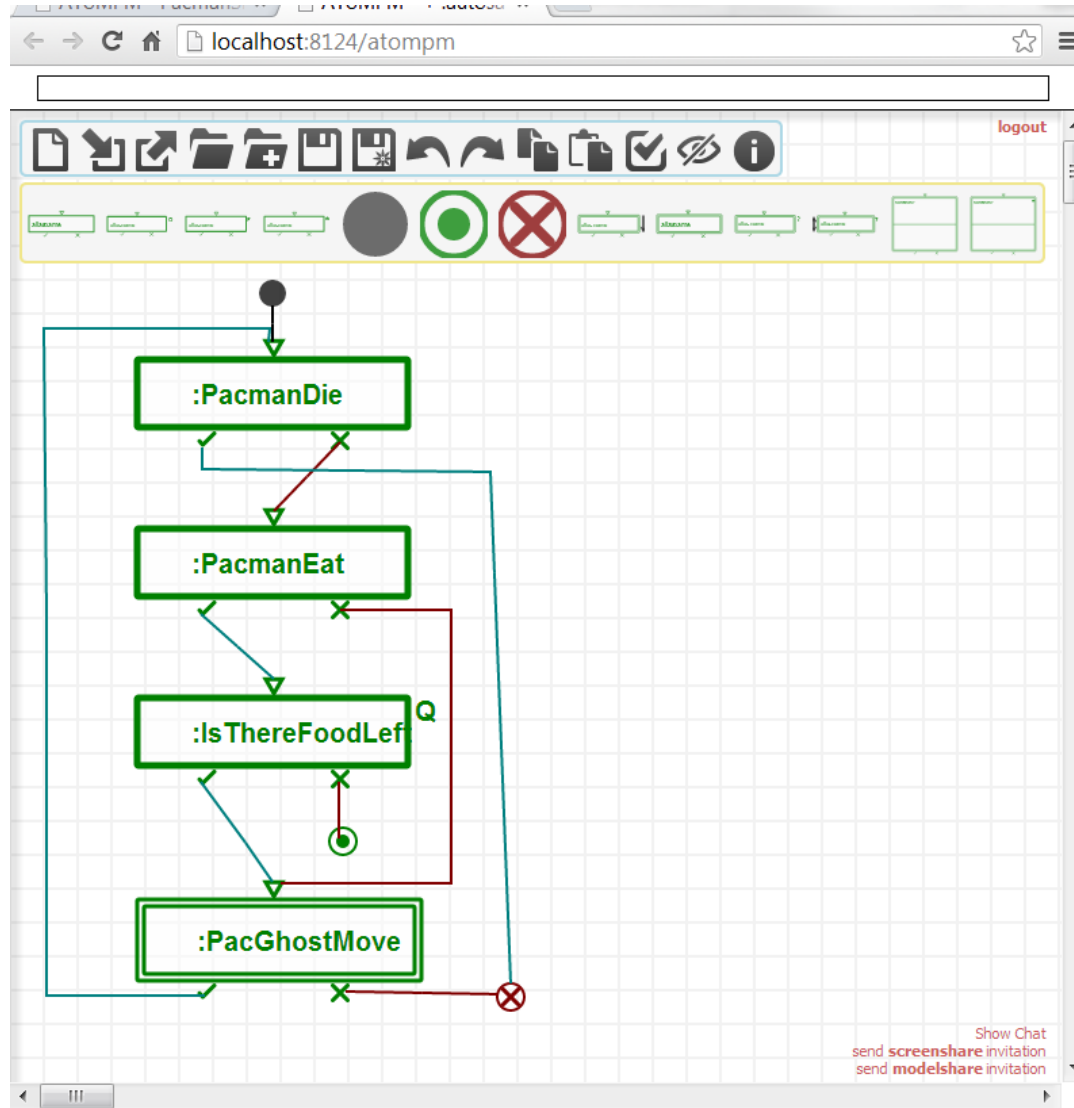 localhost:8124/atompm
logout
:PacmanDie
:PacmanEat
Q
:IsThereFoodLeft
:PacGhostMove
Show Chat
send screenshare invitation
send modelshare invitation